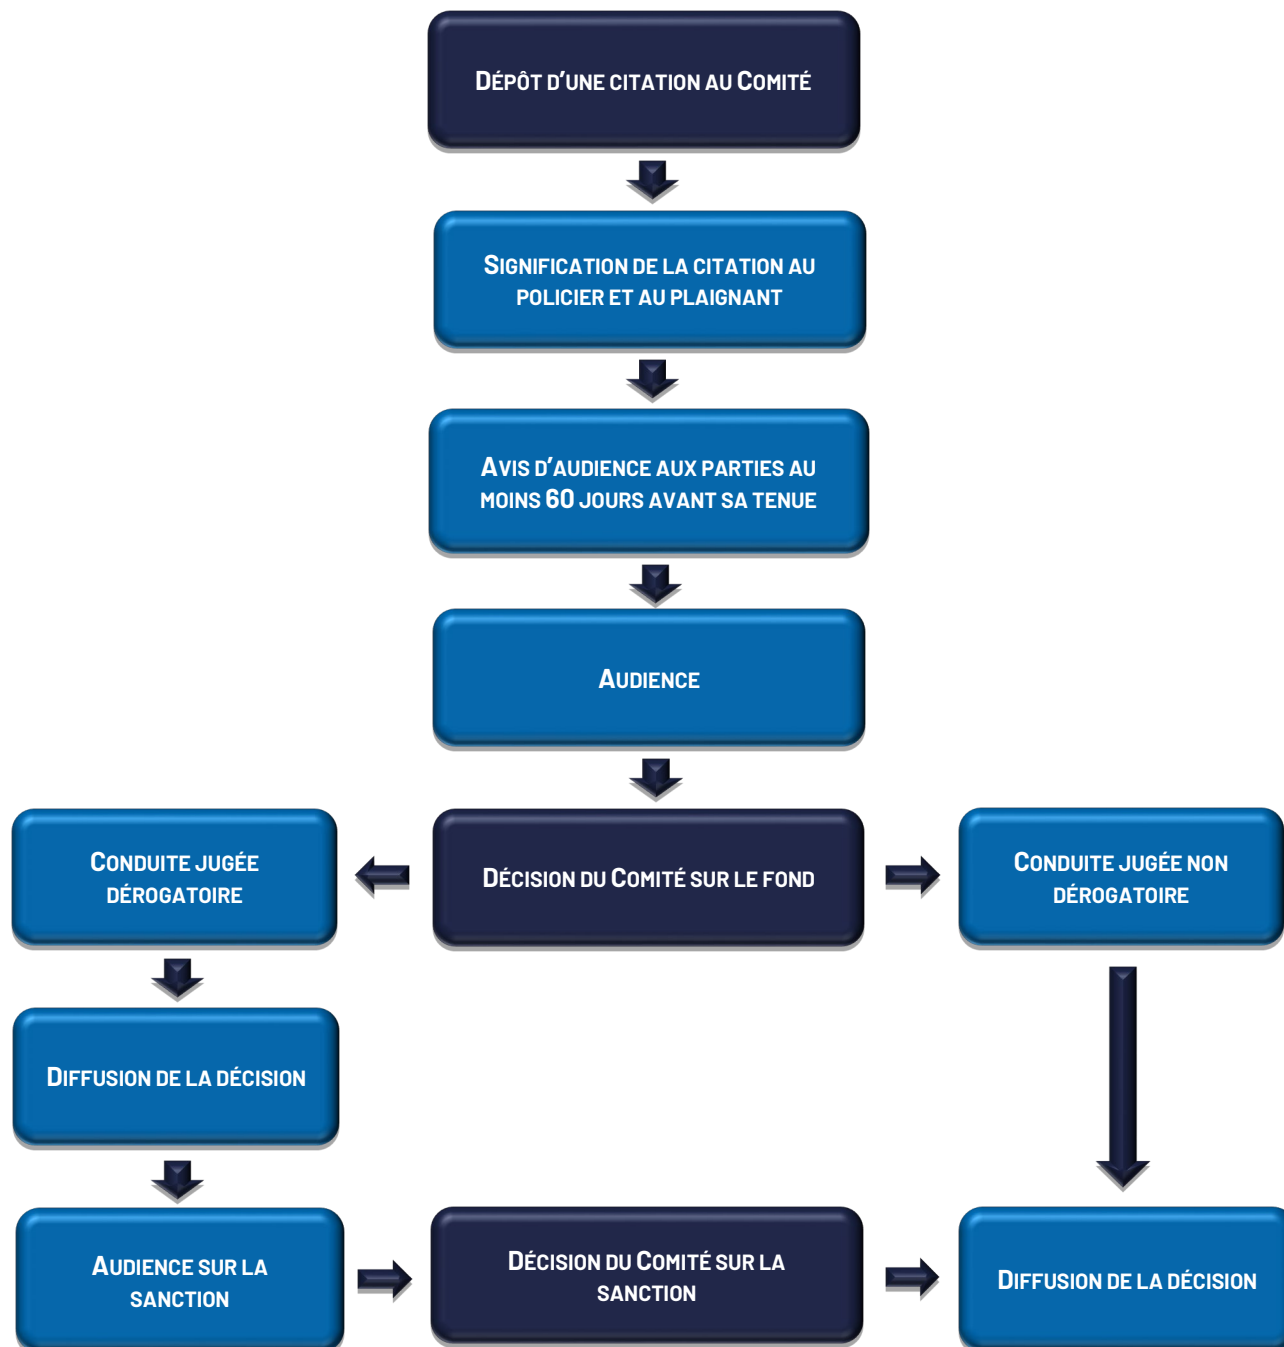 DÉPÔT D'UNE CITATION AU COMITÉ
SIGNIFICATION DE LA CITATION AU
POLICIER ET AU PLAIGNANT
AVIS D'AUDIENCE AUX PARTIES AU
MOINS 60 JOURS AVANT SA TENUE
AUDIENCE
CONDUITE JUGÉE
DÉROGATOIRE
DÉCISION DU COMITÉ SUR LE FOND
CONDUITE JUGÉE NON
DÉROGATOIRE
DIFFUSION DE LA DÉCISION
AUDIENCE SUR LA
SANCTION
DÉCISION DU COMITÉ SUR LA
SANCTION
DIFFUSION DE LA DÉCISION